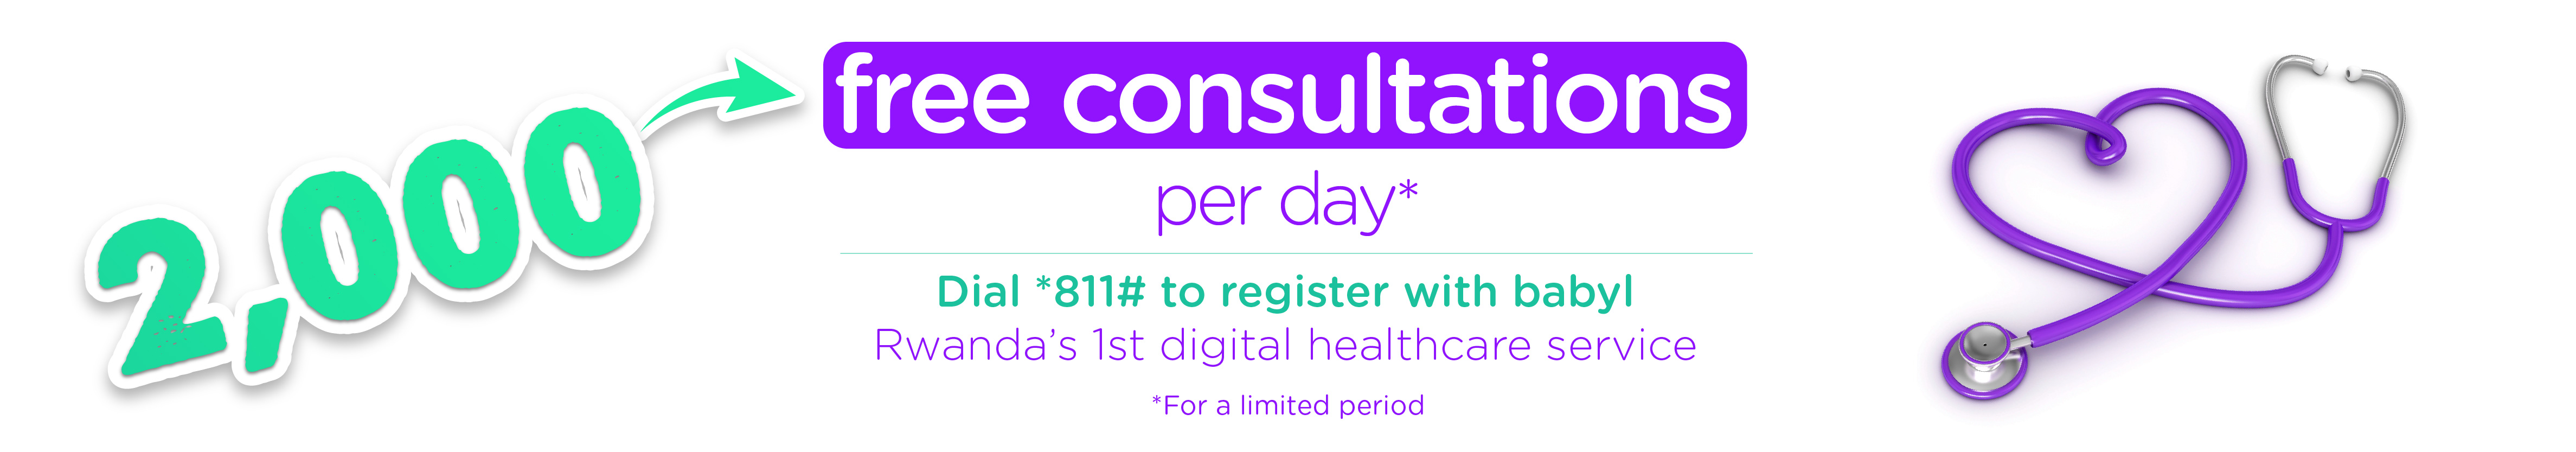 2,000
free consultations
per day*
Dial *811# to register with babyl
Rwanda's 1st digital healthcare service
*For a limited period